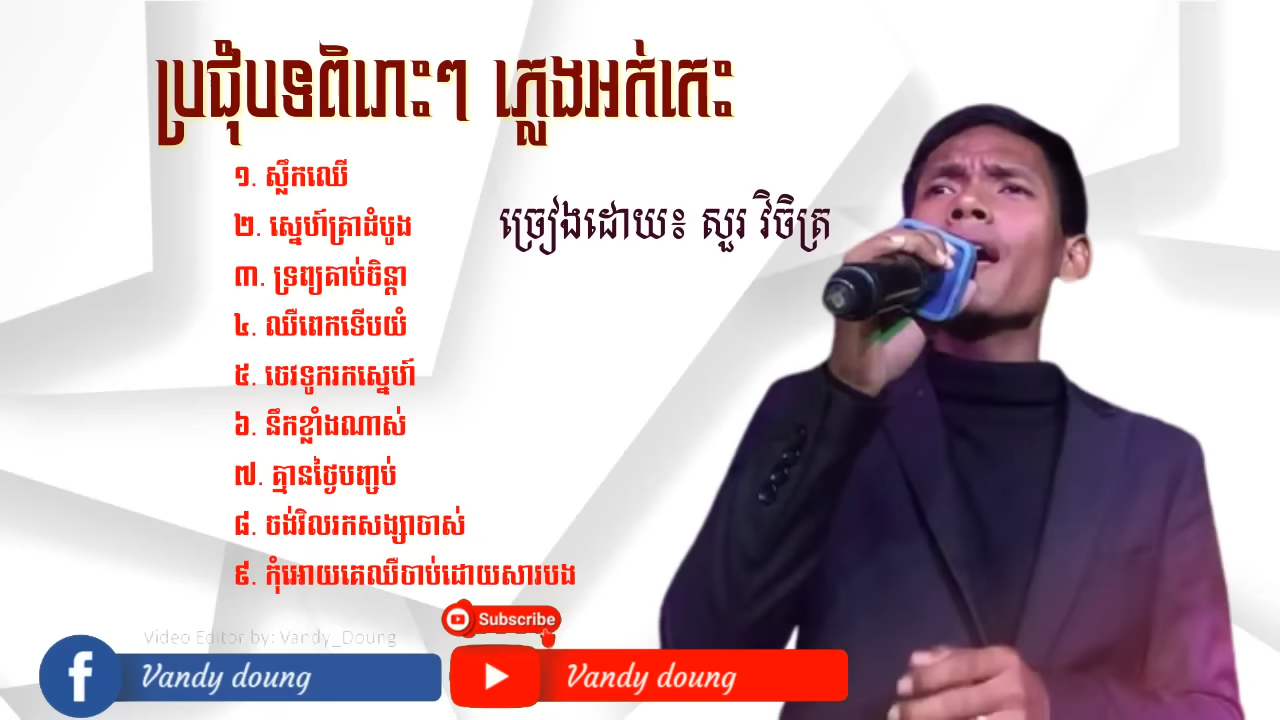 ប្រជុំបទពិរោះៗ ភ្លេងអក់កេះ
១. ស្លឹកឈើ
ច្រៀងដោយ៖ សួរ វិចិត្រ
២. ស្នេហ៍គ្រាដំបូង
៣. ទ្រព្យគាប់ចិន្តា
៤. ឈឺពេកទើបយំ
៥. ចេវទូករកស្នេហ៍
៦. នឹកខ្លាំងណាស់
៧. គ្មានថ្ងៃបញ្ចប់
៨. ចង់វិលរកសង្សាចាស់
៩. កុំអោយគេឈឺចាប់ដោយសារបង
Subscribe
Video Editor by: Vandy_Doung
Vandy doung
Vandy doung